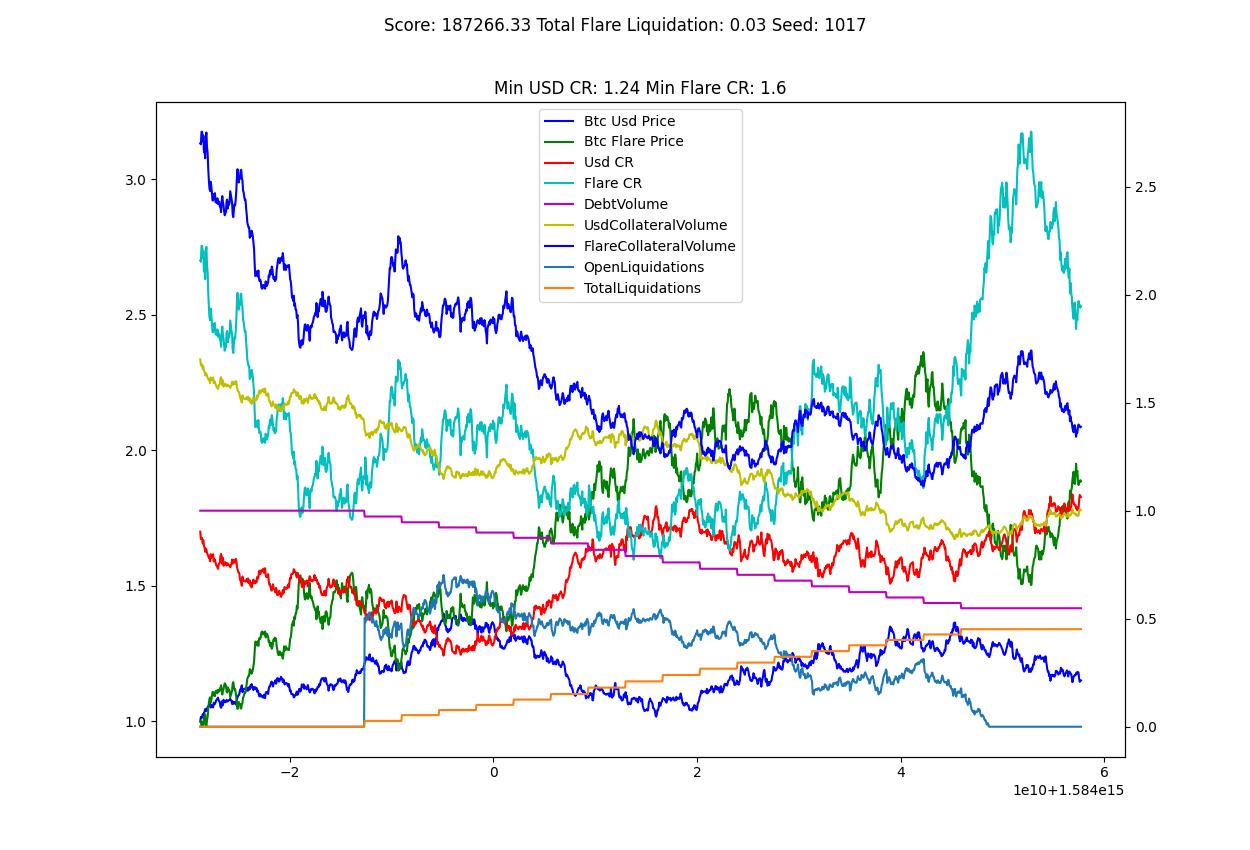 Score: 187266.33 Total Flare Liquidation: 0.03 Seed: 1017
Min USD CR: 1.24 Min Flare CR: 1.6
Btc Usd Price
Btc Flare Price
Usd CR
Flare CR
DebtVolume
UsdCollateralVolume
FlareCollateralVolume
OpenLiquidations
TotalLiquidations
3.0
2.5
2.0
1.5
1.0
2.5
2.0
1.5
1.0
0.5
0.0
−2 0 2 4 6
1e10+1.584e15